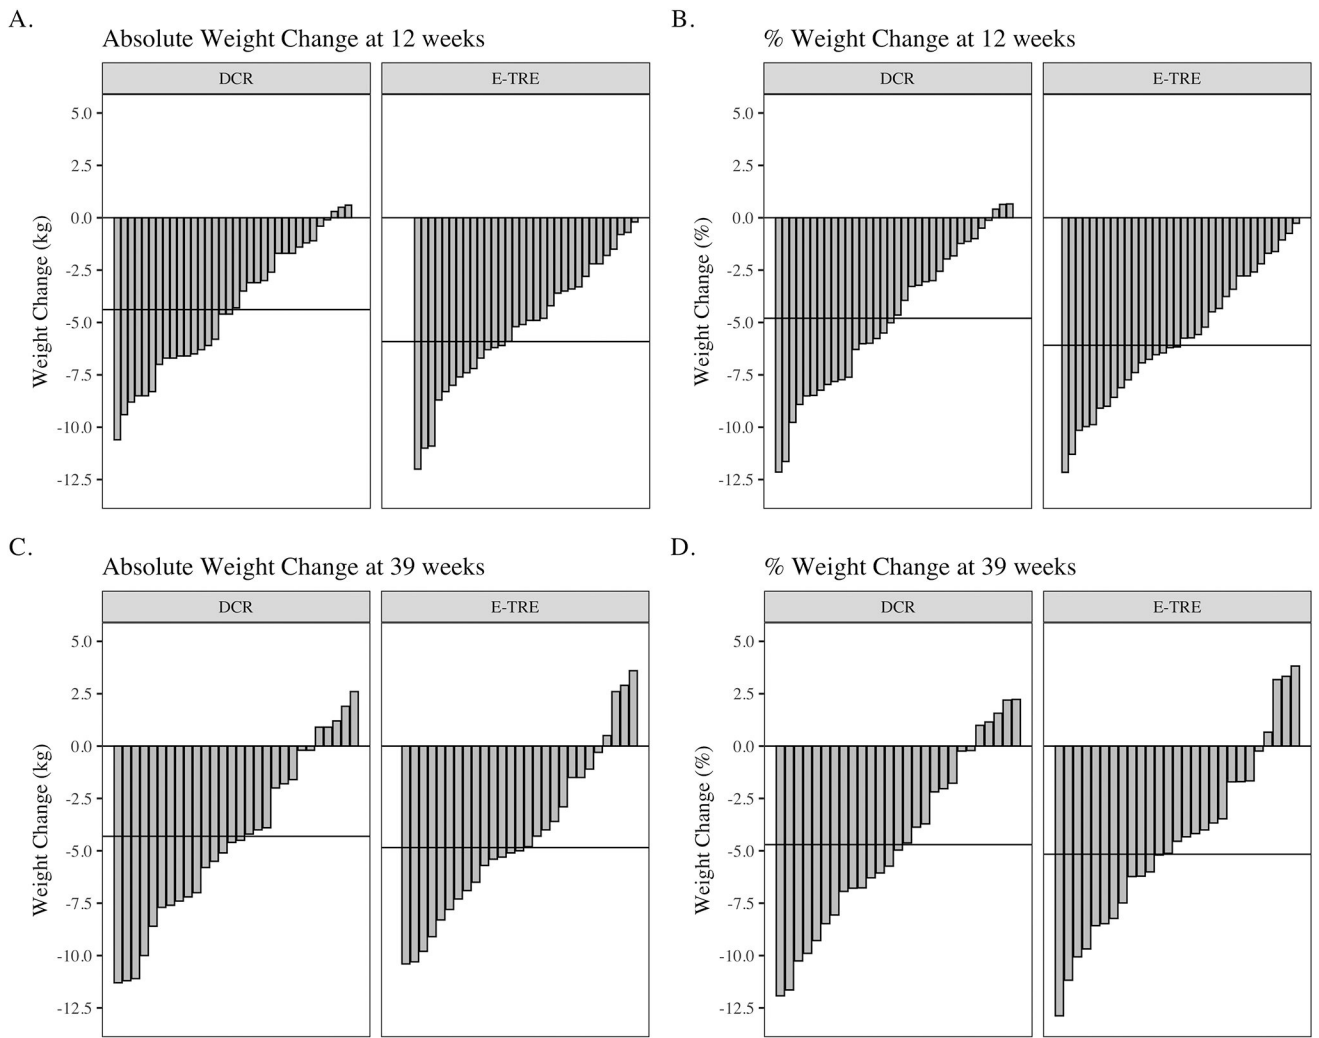 A.
Absolute Weight Change at 12 weeks
DCR
E-TRE
Weight Change (kg)
5.0
2.5
0.0
-2.5
-5.0
-7.5
-10.0
-12.5
B.
% Weight Change at 12 weeks
DCR
E-TRE
Weight Change (%)
5.0
2.5
0.0
-2.5
-5.0
-7.5
-10.0
-12.5
C.
Absolute Weight Change at 39 weeks
DCR
E-TRE
Weight Change (kg)
5.0
2.5
0.0
-2.5
-5.0
-7.5
-10.0
-12.5
D.
% Weight Change at 39 weeks
DCR
E-TRE
Weight Change (%)
5.0
2.5
0.0
-2.5
-5.0
-7.5
-10.0
-12.5